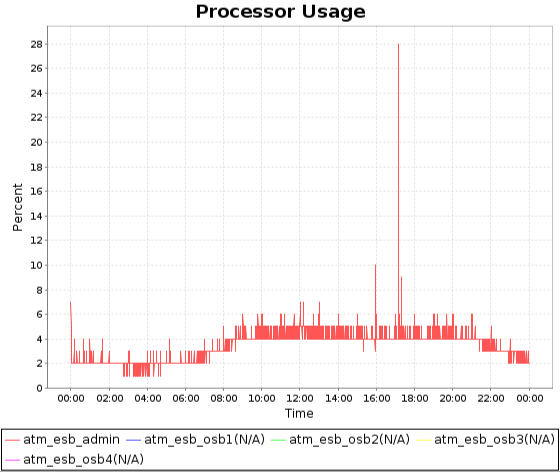 Processor Usage
28
26
24
22
20
18
16
14
12
10
8
6
4
2
0
Percent
00:00 02:00 04:00 06:00 08:00 10:00 12:00 14:00 16:00 18:00 20:00 22:00 00:00
Time
atm_esb_admin atm_esb_osb1(N/A) atm_esb_osb2(N/A) atm_esb_osb3(N/A)
atm_esb_osb4(N/A)